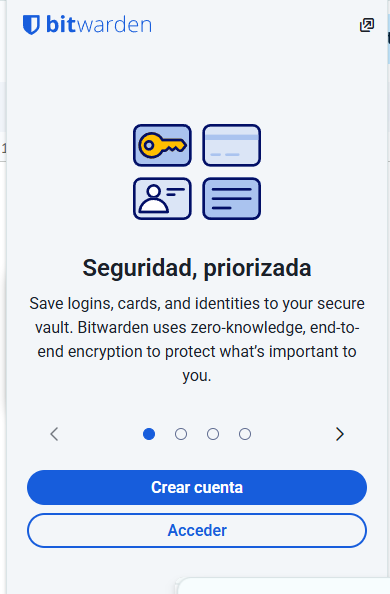 bitwarden
Seguridad, priorizada
Save logins, cards, and identities to your secure
vault. Bitwarden uses zero-knowledge, end-to-
end encryption to protect what’s important to
you.
Crear cuenta
Acceder